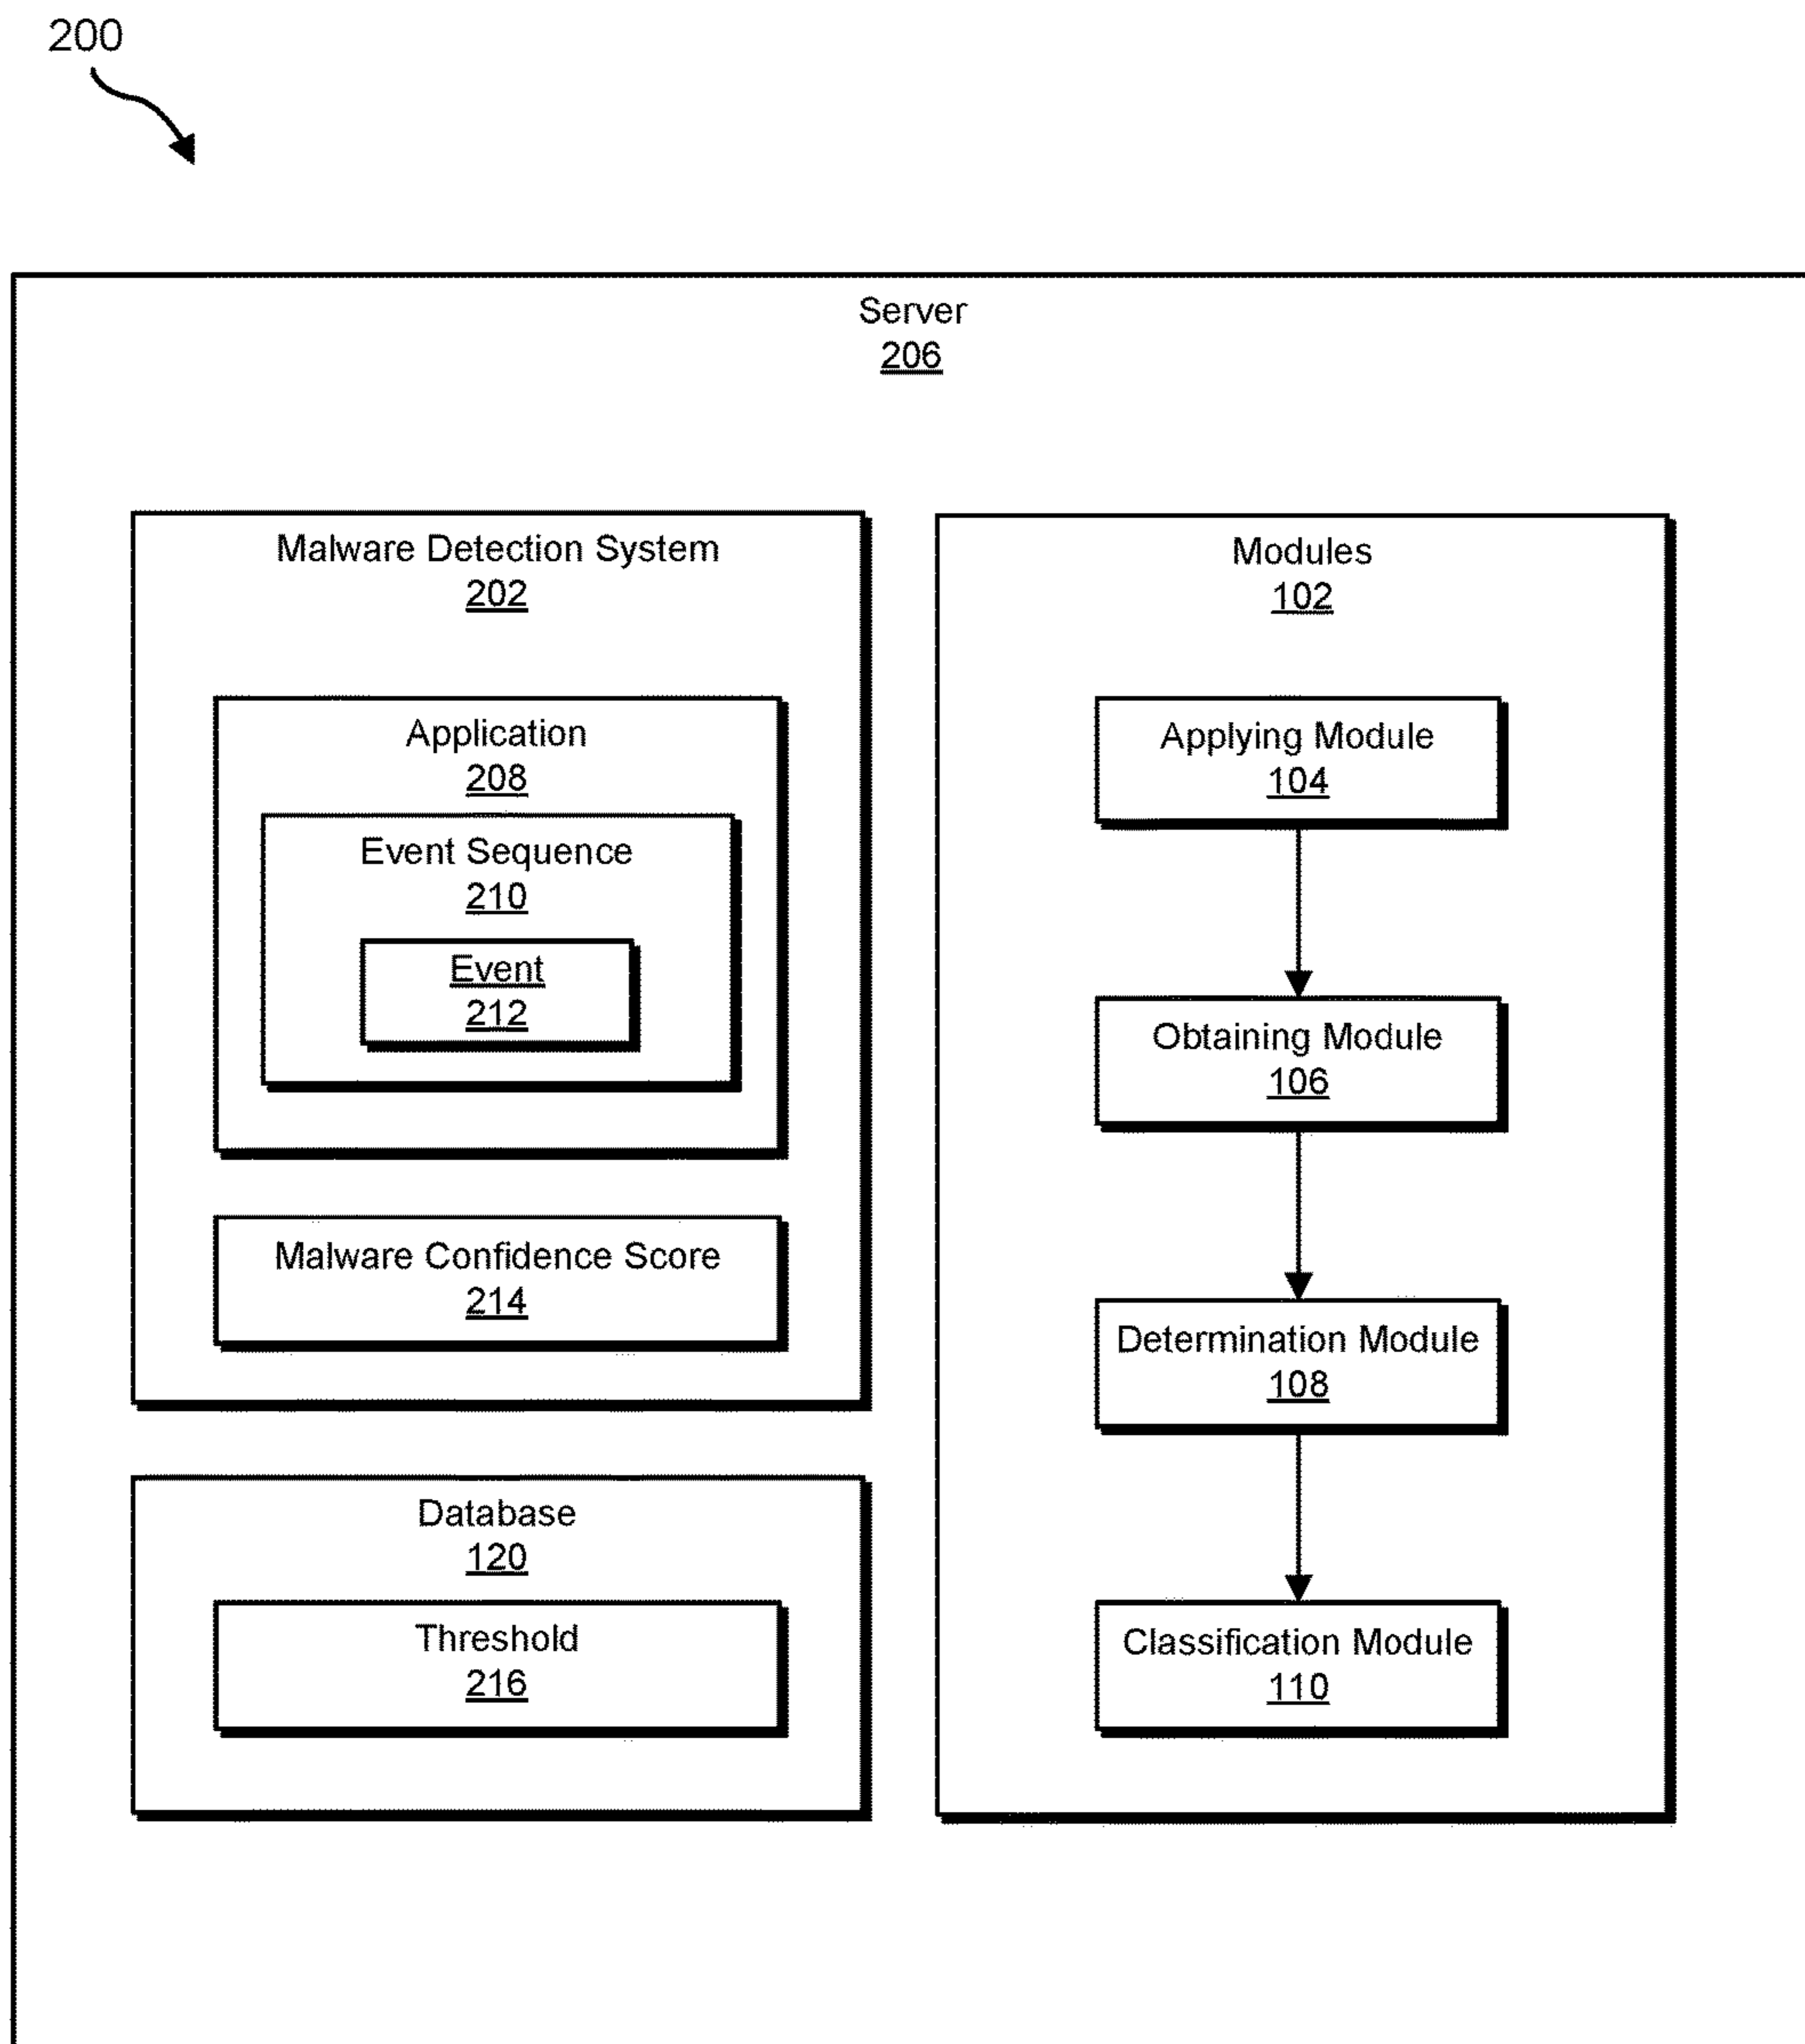 200
Server
206
Malware Detection System
202
Application
208
Event Sequence
210
Event
212
Malware Confidence Score
214
Database
120
Threshold
216
Modules
102
Applying Module
104
Obtaining Module
106
Determination Module
108
Classification Module
110